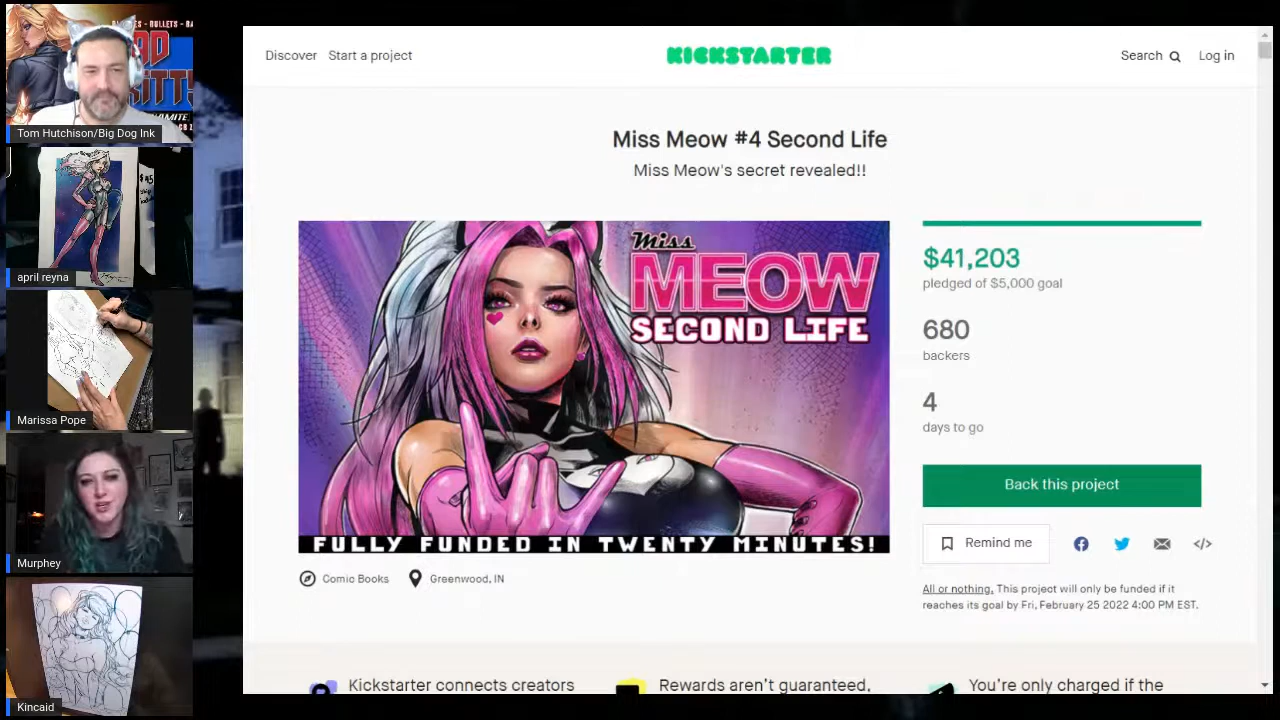 Tom Hutchison/Big Dog Ink
april reyna
Marissa Pope
Murphey
Kincaid
Discover Start a project
KICKSTARTER
Search
Log in
Miss Meow #4 Second Life
Miss Meow's secret revealed!!
Miss
MEOW
SECOND LIFE
FULLY FUNDED IN TWENTY MINUTES!
Comic Books
Greenwood, IN
$41,203
pledged of $5,000 goal
680
backers
4
days to go
Back this project
Remind me
All or nothing. This project will only be funded if it
reaches its goal by Fri, February 25 2022 4:00 PM EST.
Kickstarter connects creators
Rewards aren't guaranteed,
You're only charged if the